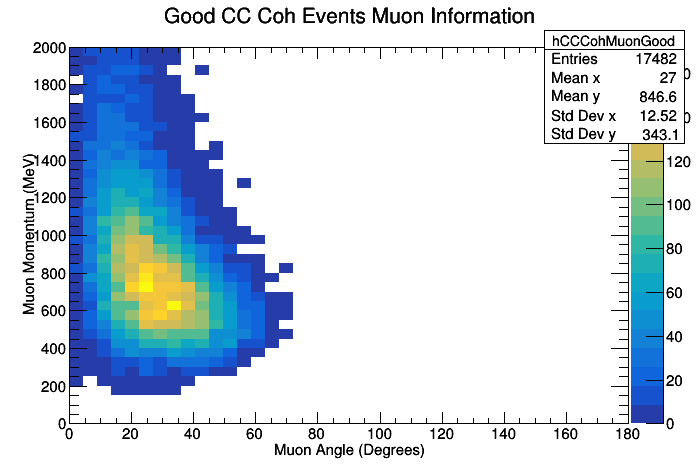 Good CC Coh Events Muon Information
hCCCohMuonGood
Entries 17482
Mean x 27
Mean y 846.6
Std Dev x 12.52
Std Dev y 343.1
Muon Momentum (MeV)
2000
1800
1600
1400
1200
1000
800
600
400
200
0
0 20 40 60 80 100 120 140 160 180
Muon Angle (Degrees)
120
100
80
60
40
20
0